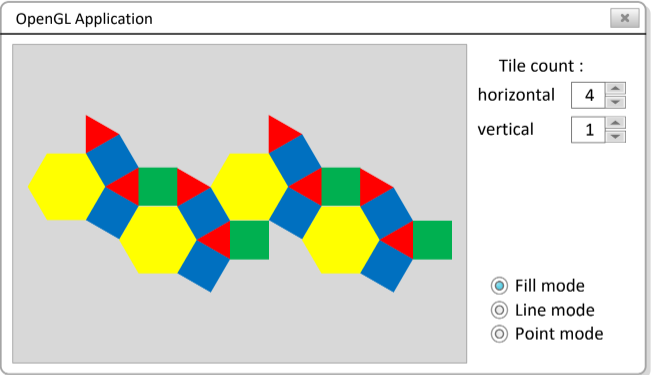 OpenGL Application
Tile count :
horizontal 4
vertical 1
Fill mode
Line mode
Point mode